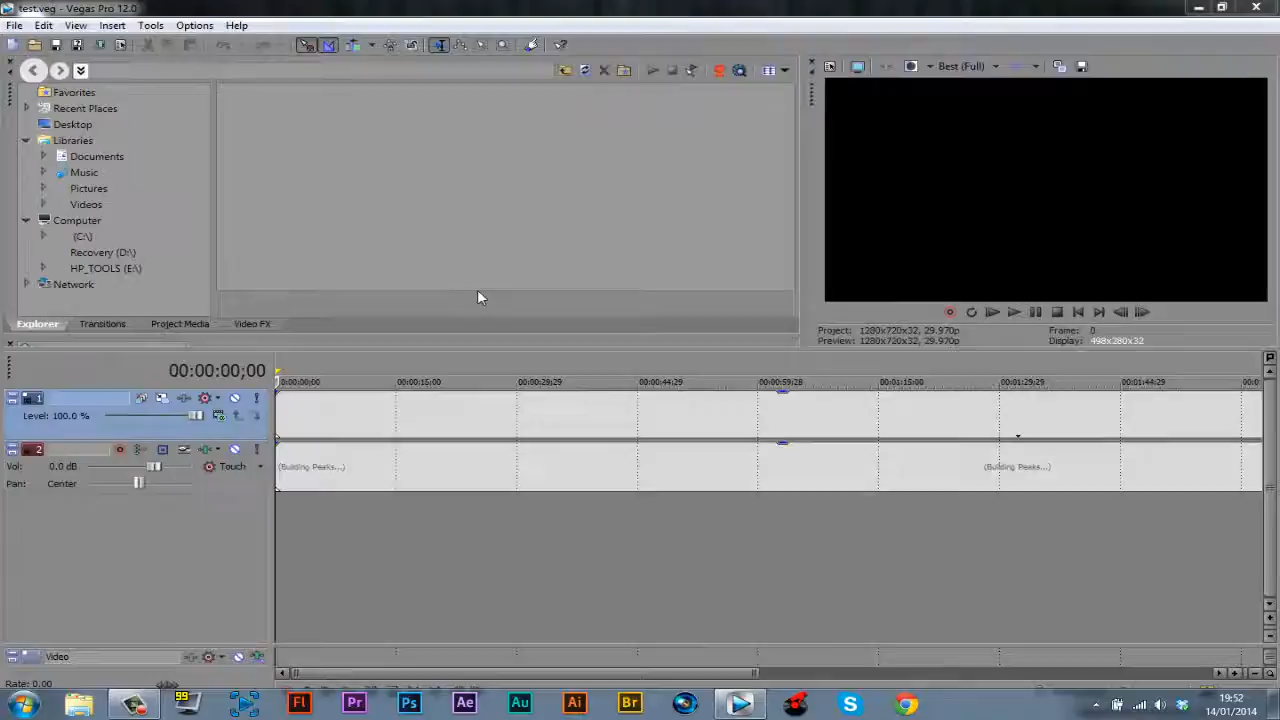 test.veg - Vegas Pro 12.0
File Edit View Insert Tools Options Help
Best (Full)
Favorites
Recent Places
Desktop
Libraries
Documents
Music
Pictures
Videos
Computer
(C:\)
Recovery (D:\)
HP_TOOLS (E:\)
Network
Explorer Transitions Project Media Video FX
Project: 1280x720x32, 29.970p Frame: 0
Preview: 1280x720x32, 29.970p Display: 498x280x32
00:00:00;00
0:00:00;00 00:00:15;00 00:00:29;29 00:00:44;29 00:00:59;28 00:01:15;00 00:01:29;29 00:01:44;29 00:0
1
Level: 100.0 %
2
Vol: 0.0 dB Touch
Pan: Center
(Building Peaks...) (Building Peaks...)
Video
Rate: 0.00
99 Fl Pr Ps Ae Au Ai Br S
19:52
14/01/2014